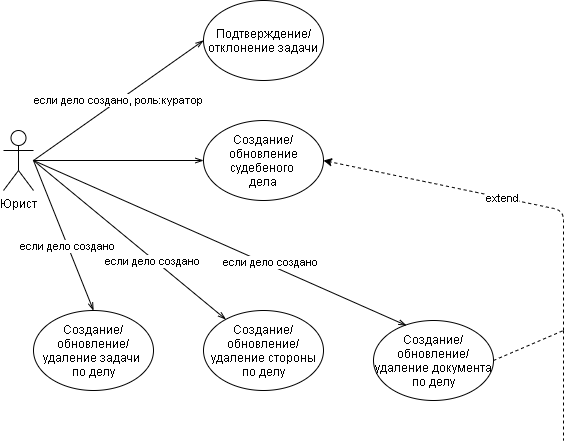 Подтверждение/
отклонение задачи
если дело создано, роль:куратор
Создание/
обновление
судебеного
дела
Юрист
extend
если дело создано
если дело создано
если дело создано
Создание/
обновление/
удаление задачи
по делу
Создание/
обновление/
удаление стороны
по делу
Создание/
обновление/
удаление документа
по делу